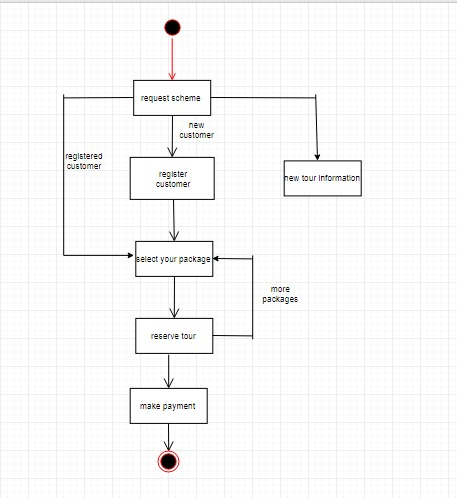 request scheme
new
customer
registered
customer
register
customer
new tour information
select your package
more
packages
reserve tour
make payment